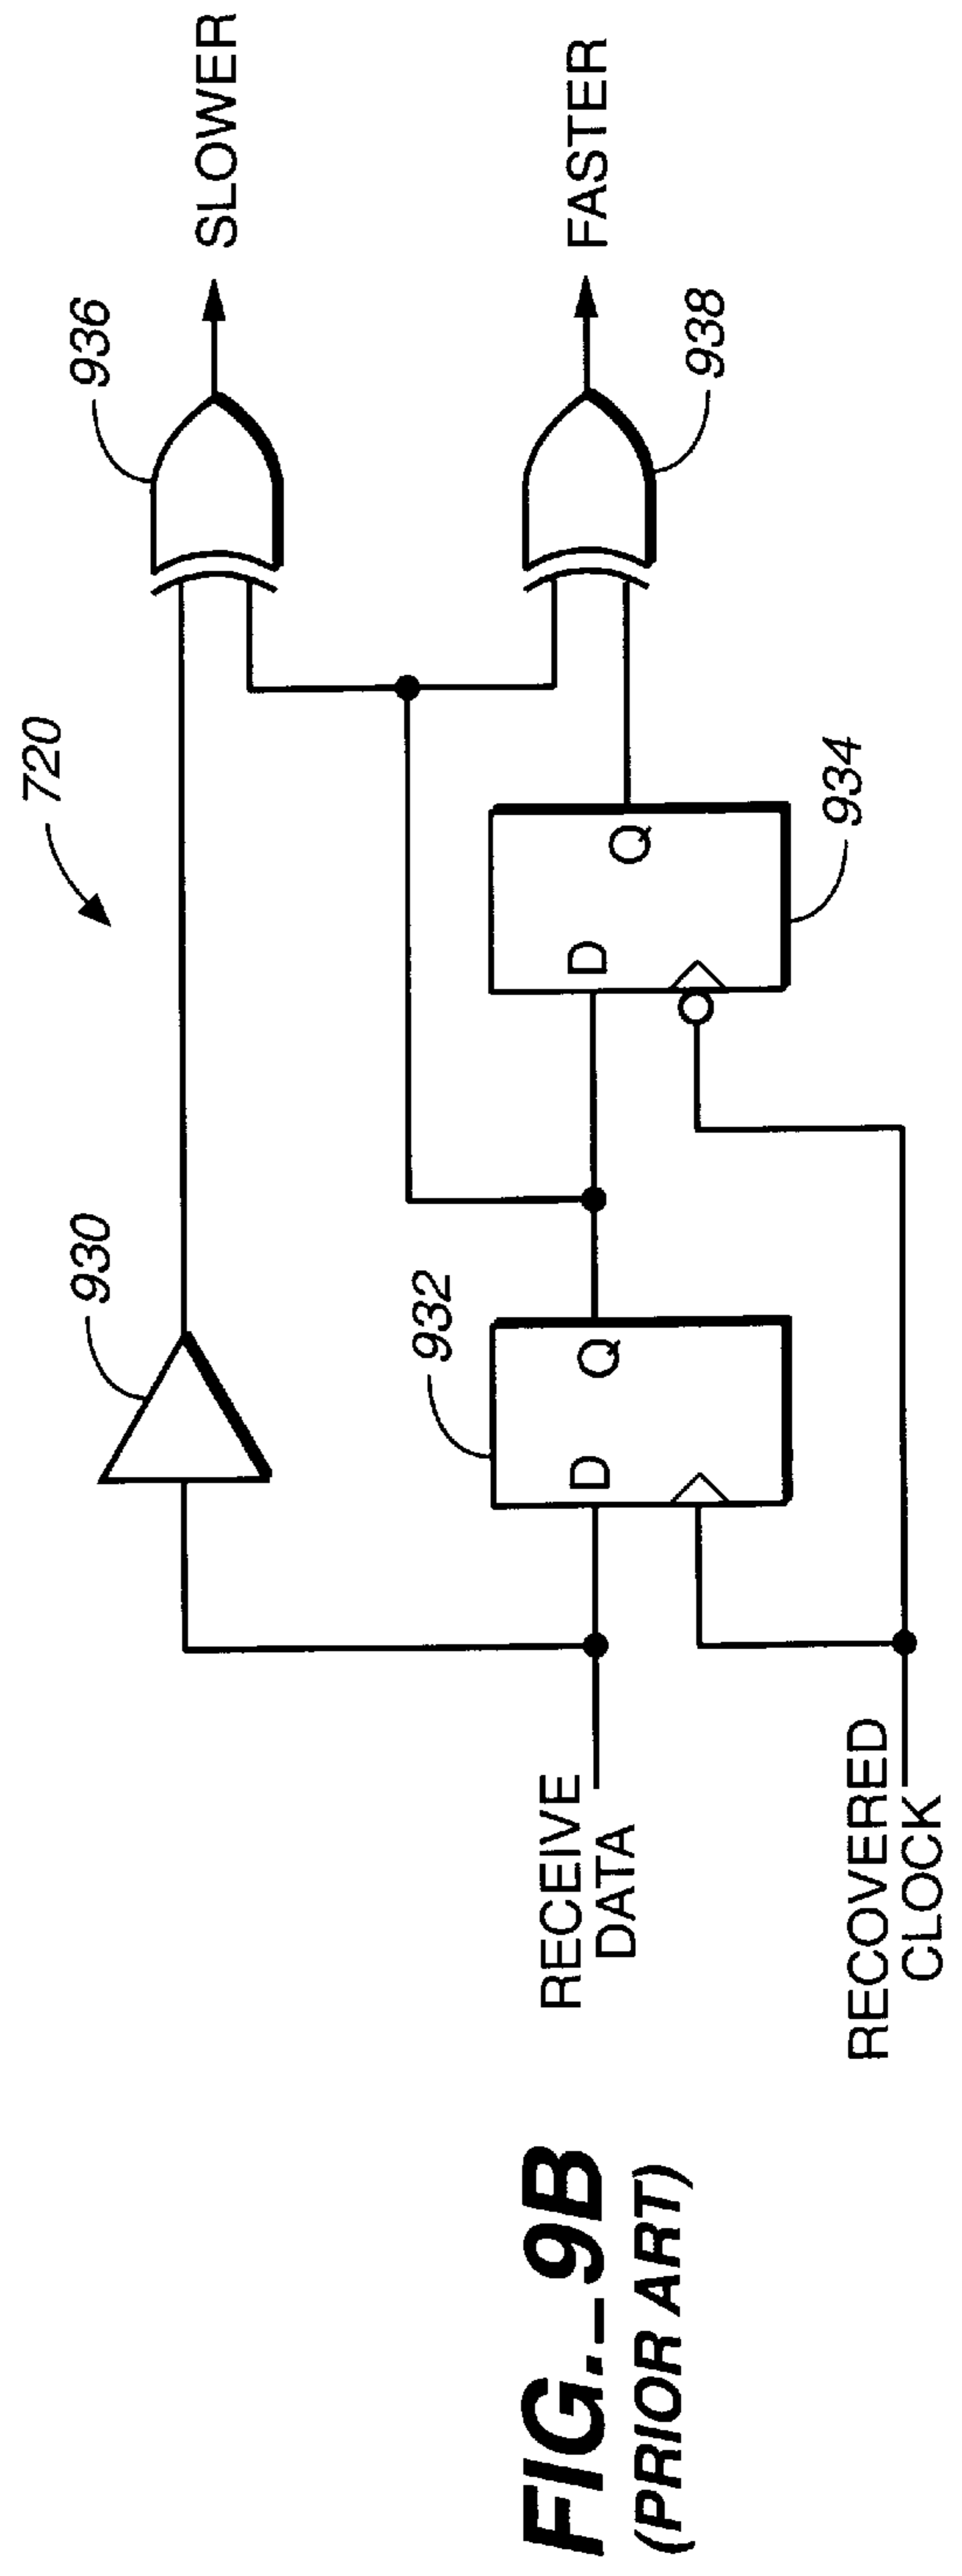 720
930
936
SLOWER
932
D
Q
D
Q
934
938
FASTER
RECEIVE
DATA
RECOVERED
CLOCK
FIG._9B
(PRIOR ART)